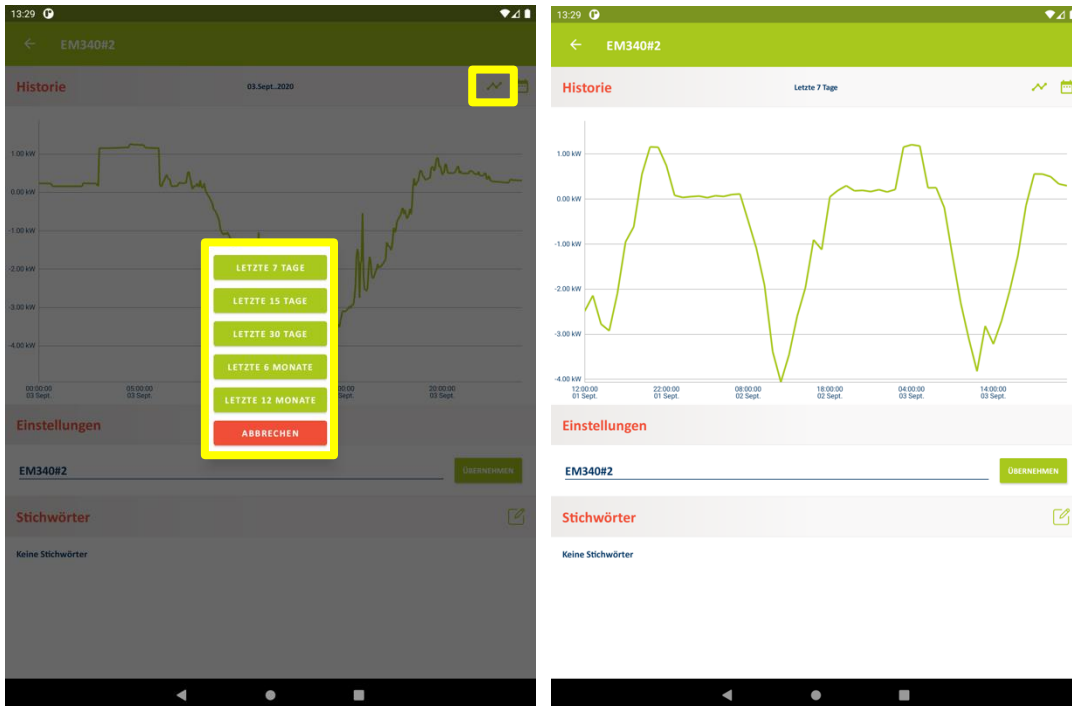 13:29
EM340#2
Historie
03.Sept..2020
1.00 kW
0.00 kW
-1.00 kW
-2.00 kW
-3.00 kW
-4.00 kW
00:00:00
03 Sept.
05:00:00
03 Sept.
20:00:00
03 Sept.
LETZTE 7 TAGE
LETZTE 15 TAGE
LETZTE 30 TAGE
LETZTE 6 MONATE
LETZTE 12 MONATE
ABBRECHEN
Einstellungen
EM340#2
ÜBERNEHMEN
Stichwörter
Keine Stichwörter
13:29
EM340#2
Historie
Letzte 7 Tage
1.00 kW
0.00 kW
-1.00 kW
-2.00 kW
-3.00 kW
-4.00 kW
12:00:00
01 Sept.
22:00:00
01 Sept.
08:00:00
02 Sept.
18:00:00
02 Sept.
04:00:00
03 Sept.
14:00:00
03 Sept.
Einstellungen
EM340#2
ÜBERNEHMEN
Stichwörter
Keine Stichwörter